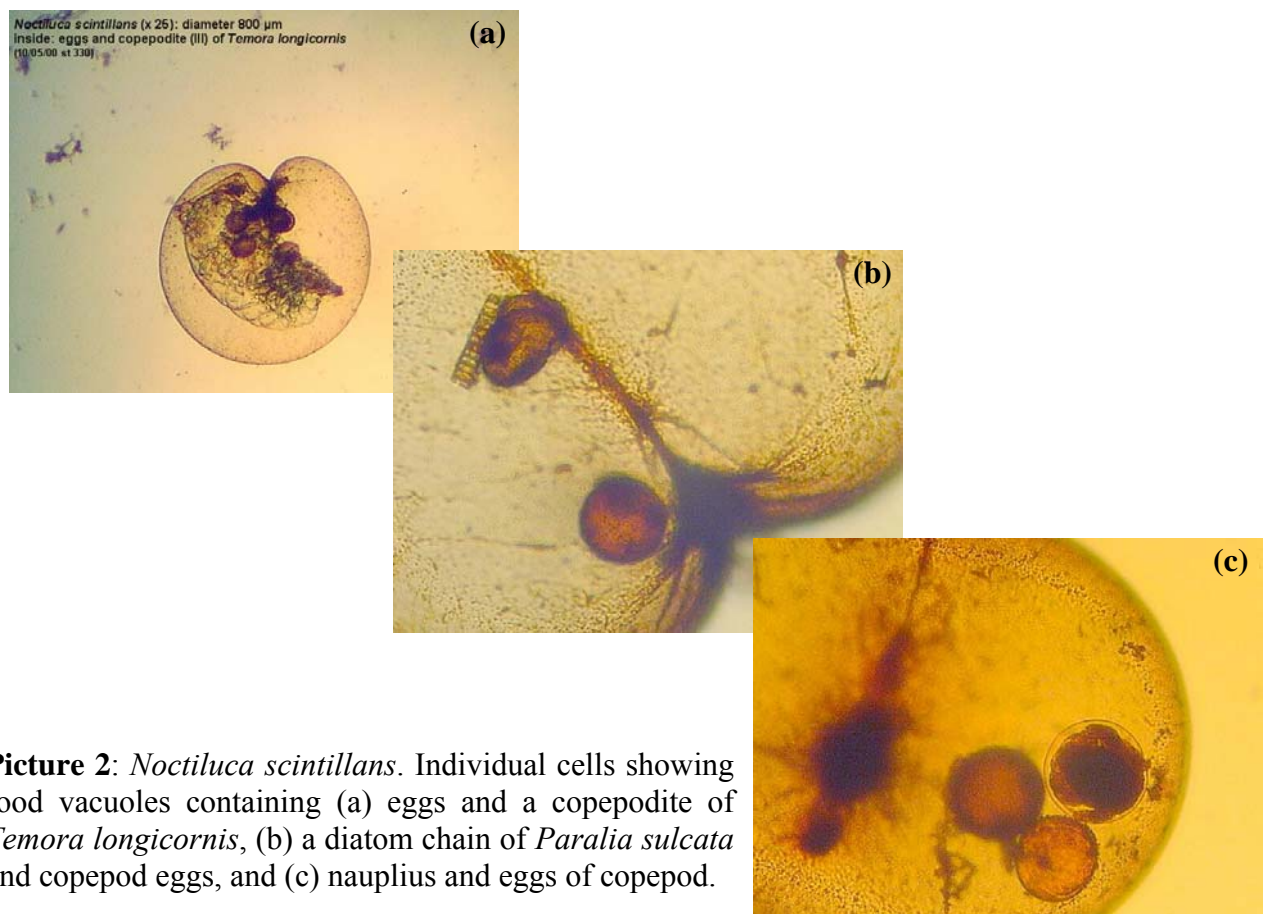 Noctiluca scintillans (x 25): diameter 800 µm
inside: eggs and copepodite (III) of Temora longicornis
(10/05/00 st 330)
(a)
(b)
(c)
Picture 2: Noctiluca scintillans. Individual cells showing
food vacuoles containing (a) eggs and a copepodite of
Temora longicornis, (b) a diatom chain of Paralia sulcata
and copepod eggs, and (c) nauplius and eggs of copepod.